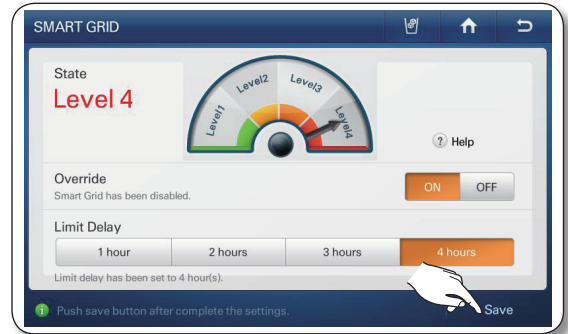 SMART GRID
State
Level 4
Level1
Level2
Level3
Level4
? Help
Override
Smart Grid has been disabled.
ON OFF
Limit Delay
1 hour 2 hours 3 hours 4 hours
Limit delay has been set to 4 hour(s).
i Push save button after complete the settings.
Save